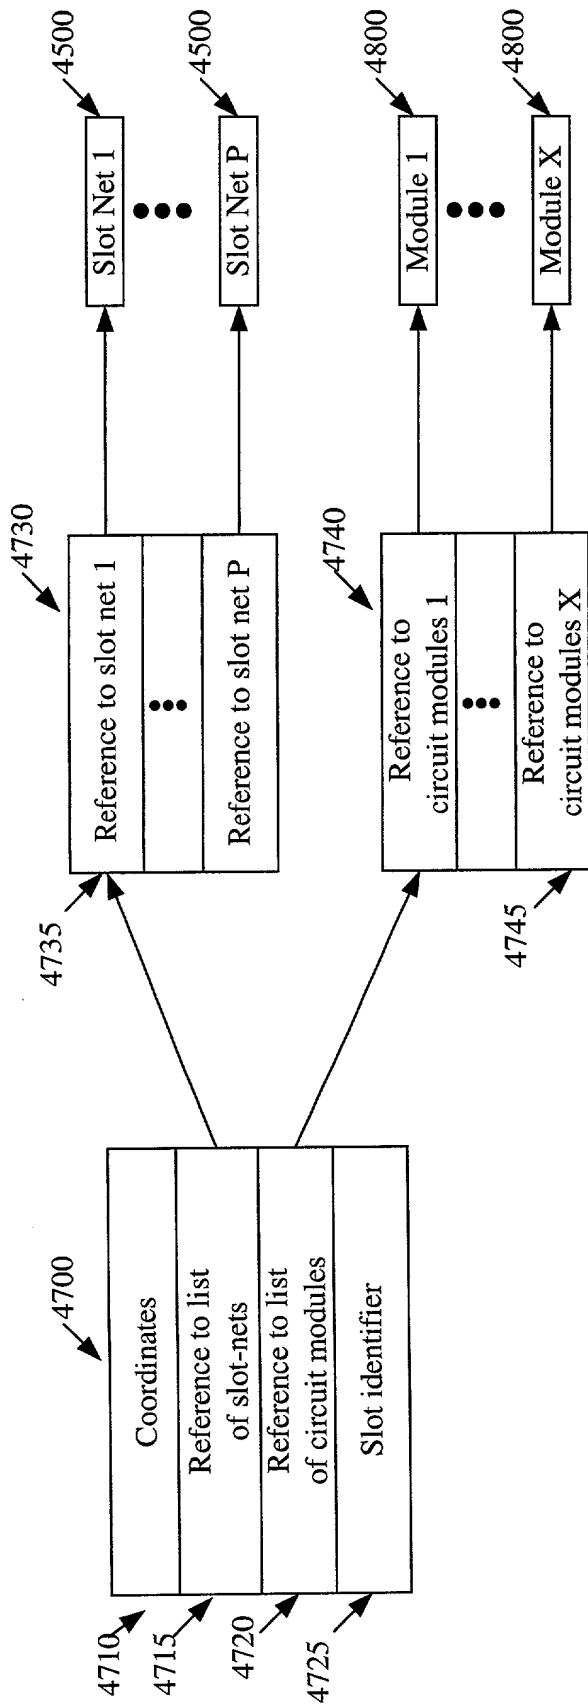 4700
4710
Coordinates
4715
Reference to list
of slot-nets
4720
Reference to list
of circuit modules
4725
Slot identifier
4730
4735
Reference to slot net 1
Reference to slot net P
4740
Reference to
circuit modules 1
4745
Reference to
circuit modules X
4500
Slot Net 1
4500
Slot Net P
4800
Module 1
4800
Module X